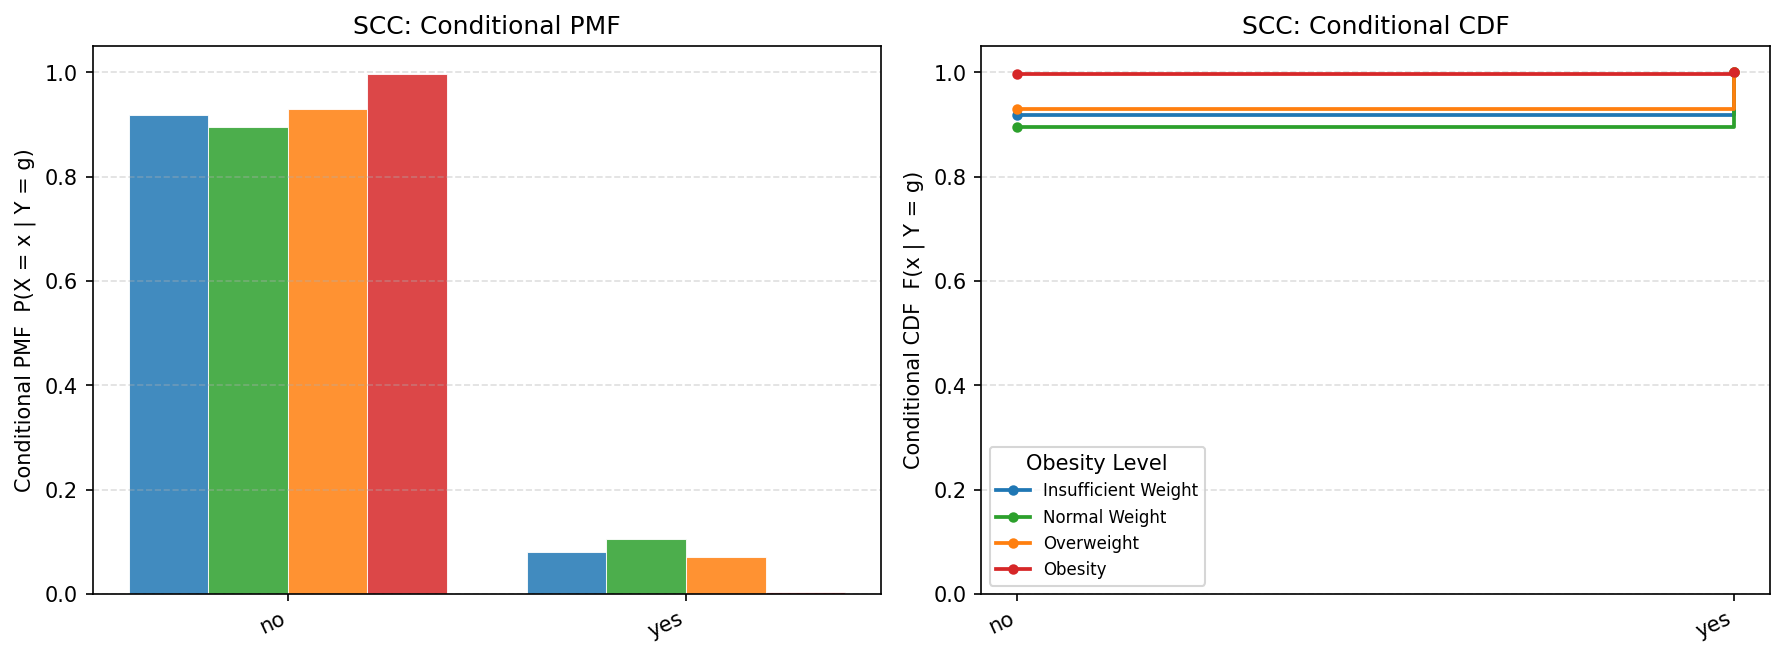 SCC: Conditional PMF
Conditional PMF  P(X = x | Y = g)
1.0
0.8
0.6
0.4
0.2
0.0
no
yes
SCC: Conditional CDF
Conditional CDF  F(x | Y = g)
1.0
0.8
0.6
0.4
0.2
0.0
Obesity Level
Insufficient Weight
Normal Weight
Overweight
Obesity
no
yes